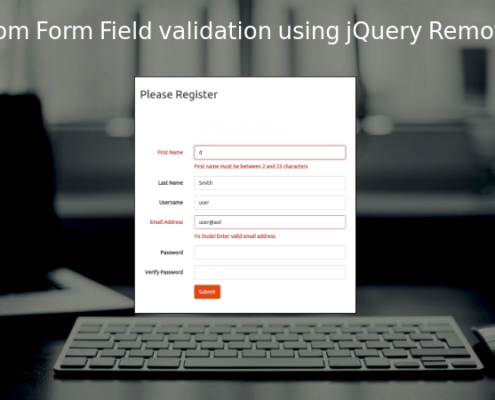 om Form Field validation using jQuery Remo
Please Register
First Name
d
First name must be between 2 and 25 characters
Last Name
Smith
Username
user
Email Address
user@aol
Yo Dude! Enter valid email address
Password
Verify Password
Submit